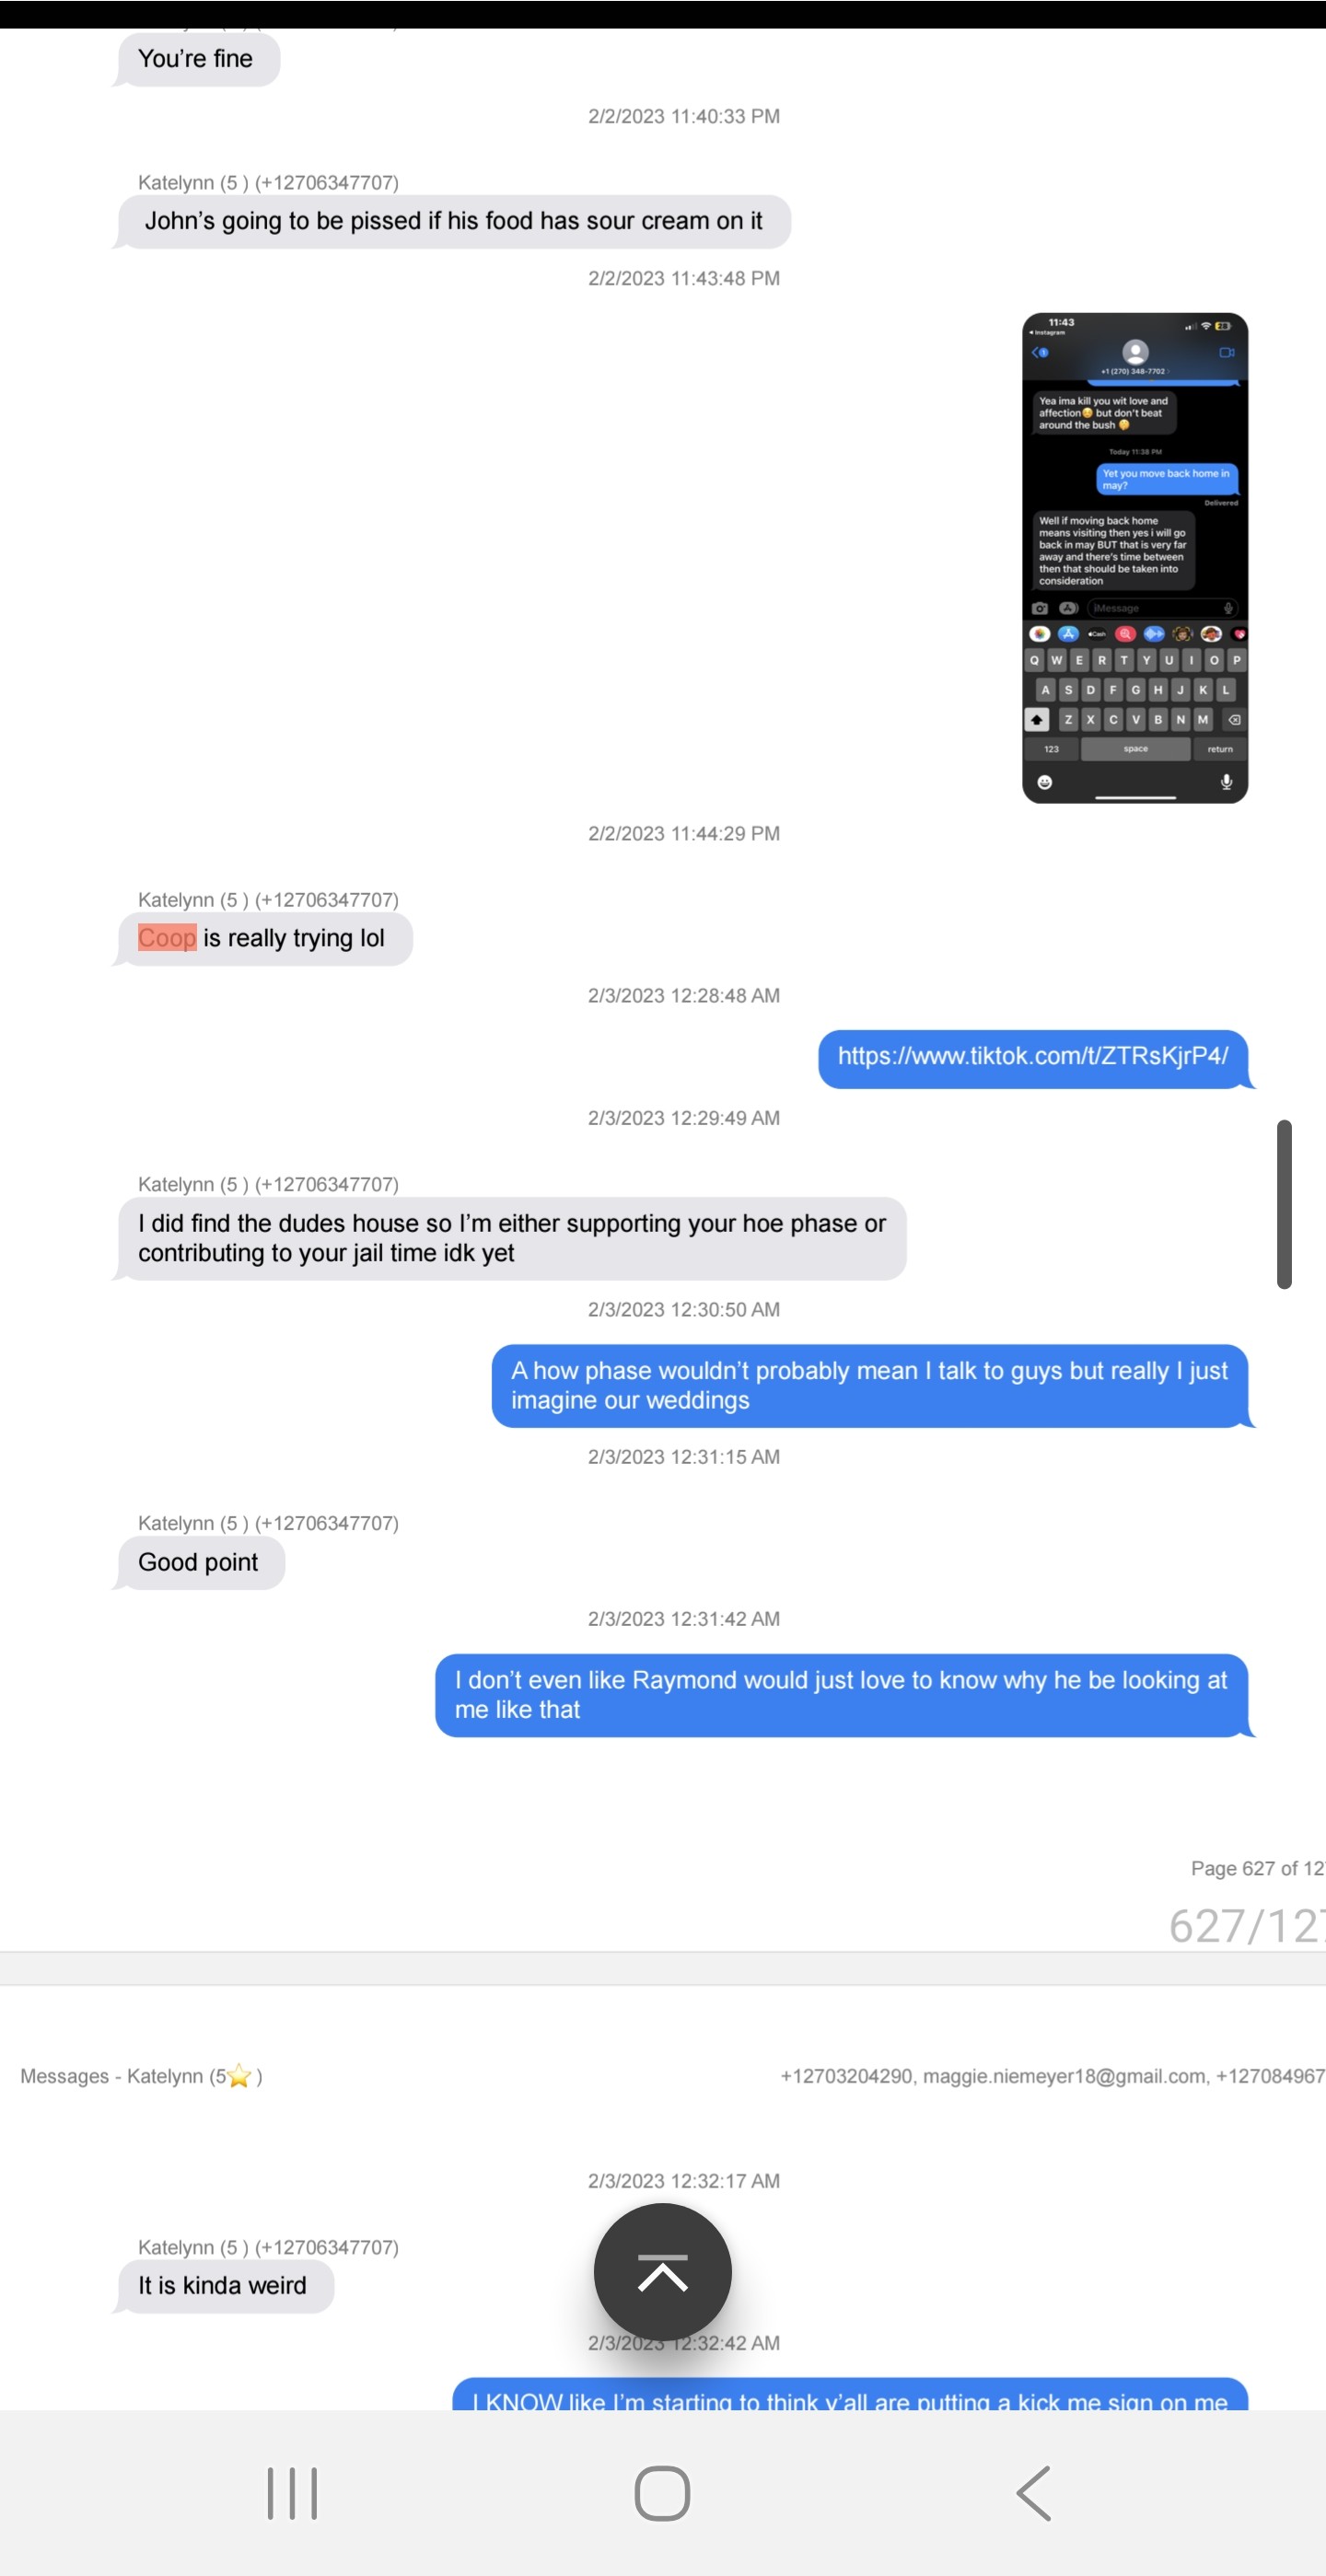 You're fine
2/2/2023 11:40:33 PM
Katelynn (5 ) (+12706347707)
John's going to be pissed if his food has sour cream on it
2/2/2023 11:43:48 PM
11:43
Instagram
1
+1 (270) 348-7702
Yea ima kill you wit love and
affection🥹 but don't beat
around the bush 🤭
Today 11:38 PM
Yet you move back home in
may?
Delivered
Well if moving back home
means visiting then yes i will go
back in may BUT that is very far
away and there's time between
then that should be taken into
consideration
iMessage
Cash
Q W E R T Y U I O P
A S D F G H J K L
Z X C V B N M
123 space return
2/2/2023 11:44:29 PM
Katelynn (5 ) (+12706347707)
Coop is really trying lol
2/3/2023 12:28:48 AM
https://www.tiktok.com/t/ZTRsKjrP4/
2/3/2023 12:29:49 AM
Katelynn (5 ) (+12706347707)
I did find the dudes house so I'm either supporting your hoe phase or
contributing to your jail time idk yet
2/3/2023 12:30:50 AM
A how phase wouldn't probably mean I talk to guys but really I just
imagine our weddings
2/3/2023 12:31:15 AM
Katelynn (5 ) (+12706347707)
Good point
2/3/2023 12:31:42 AM
I don't even like Raymond would just love to know why he be looking at
me like that
Page 627 of 12
627/127
Messages - Katelynn (5⭐ )
+12703204290, maggie.niemeyer18@gmail.com, +127084967
2/3/2023 12:32:17 AM
Katelynn (5 ) (+12706347707)
It is kinda weird
2/3/2023 12:32:42 AM
I KNOW like I'm starting to think y'all are putting a kick me sign on me